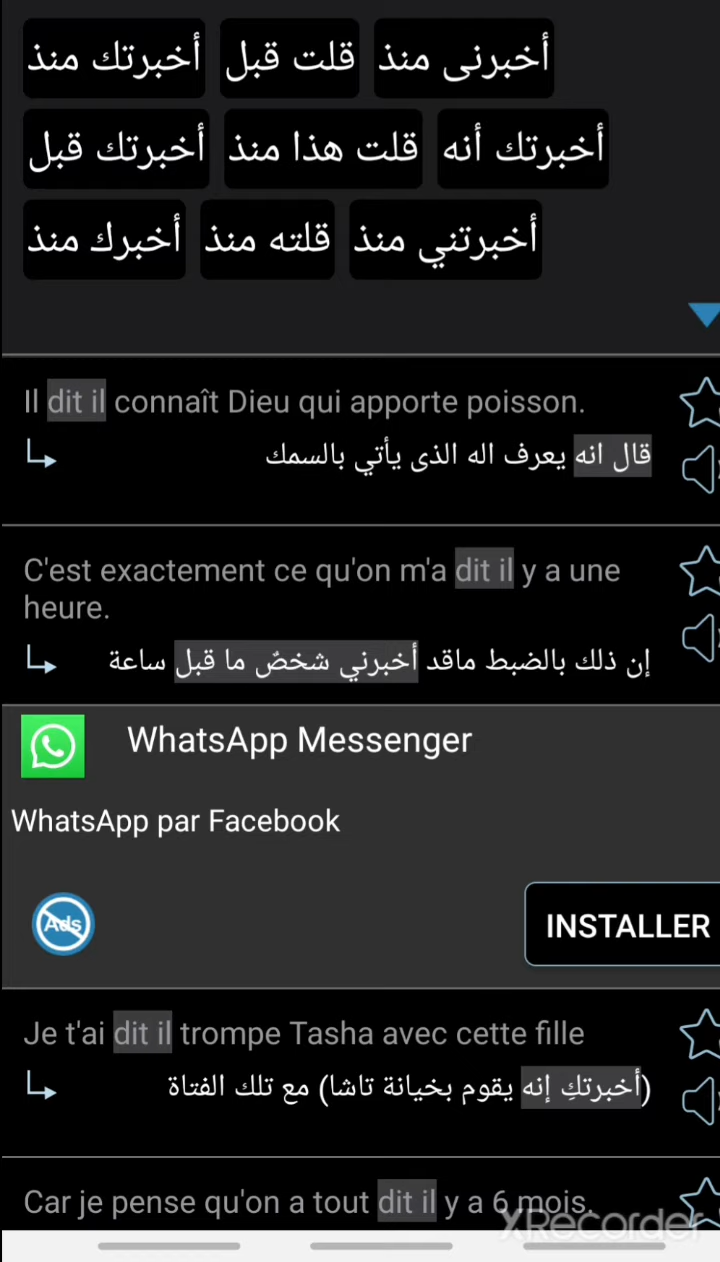 أخبرنى منذ
قلت قبل
أخبرتك منذ
أخبرتك أنه
قلت هذا منذ
أخبرتك قبل
أخبرتني منذ
قلته منذ
أخبرك منذ
Il dit il connaît Dieu qui apporte poisson.
قال انه يعرف اله الذى يأتي بالسمك
C'est exactement ce qu'on m'a dit il y a une
heure.
إن ذلك بالضبط ماقد أخبرني شخصٌ ما قبل ساعة
WhatsApp Messenger
WhatsApp par Facebook
Ads
INSTALLER
Je t'ai dit il trompe Tasha avec cette fille
(أخبرتكِ إنه يقوم بخيانة تاشا) مع تلك الفتاة
Car je pense qu'on a tout dit il y a 6 mois.
XRecorder